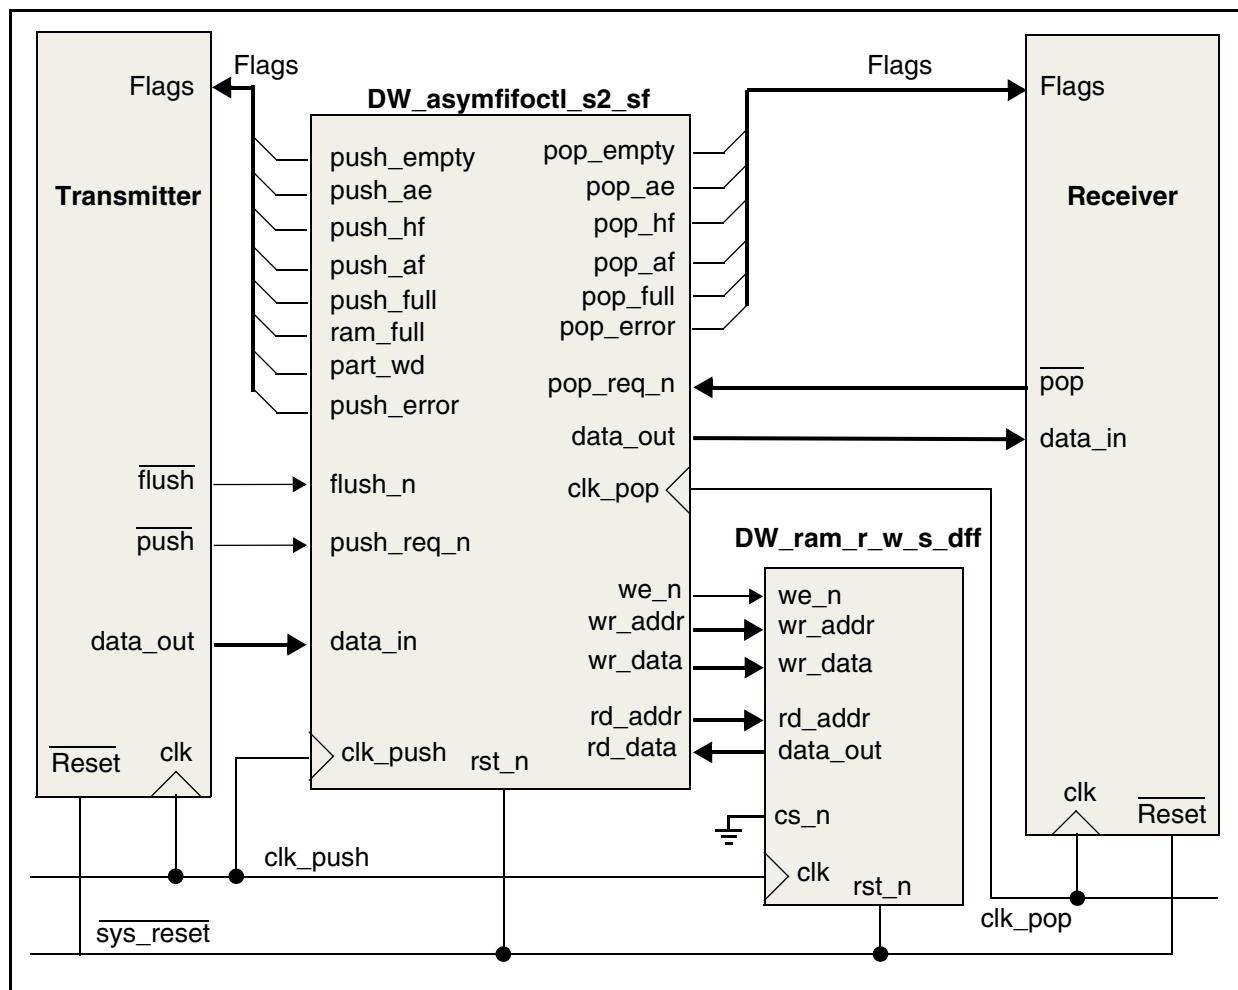 Flags
Flags
DW_asymfifoctl_s2_sf
Flags
Flags
Transmitter
push_empty
push_ae
push_hf
push_af
push_full
ram_full
part_wd
push_error
pop_empty
pop_ae
pop_hf
pop_af
pop_full
pop_error
Receiver
pop_req_n
pop
data_out
data_in
flush
flush_n
clk_pop
push
push_req_n
DW_ram_r_w_s_dff
we_n
we_n
wr_addr
wr_addr
data_out
data_in
wr_data
wr_data
rd_addr
rd_addr
rd_data
data_out
Reset
clk
clk_push
rst_n
cs_n
clk
Reset
clk_push
clk
rst_n
clk_pop
sys_reset